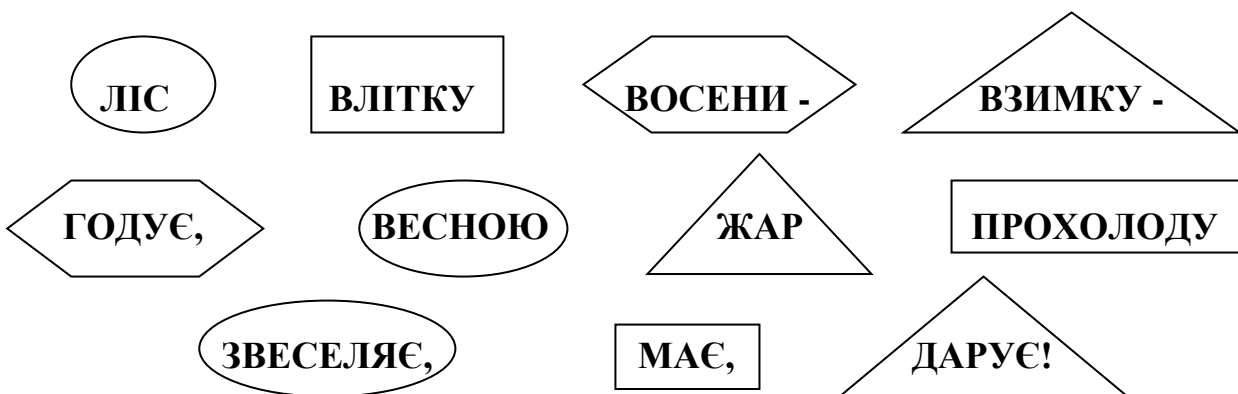 ЛІС ВЛІТКУ ВОСЕНИ - ВЗИМКУ -
ГОДУЄ, ВЕСНОЮ ЖАР ПРОХОЛОДУ
ЗВЕСЕЛЯЄ, МАЄ, ДАРУЄ!